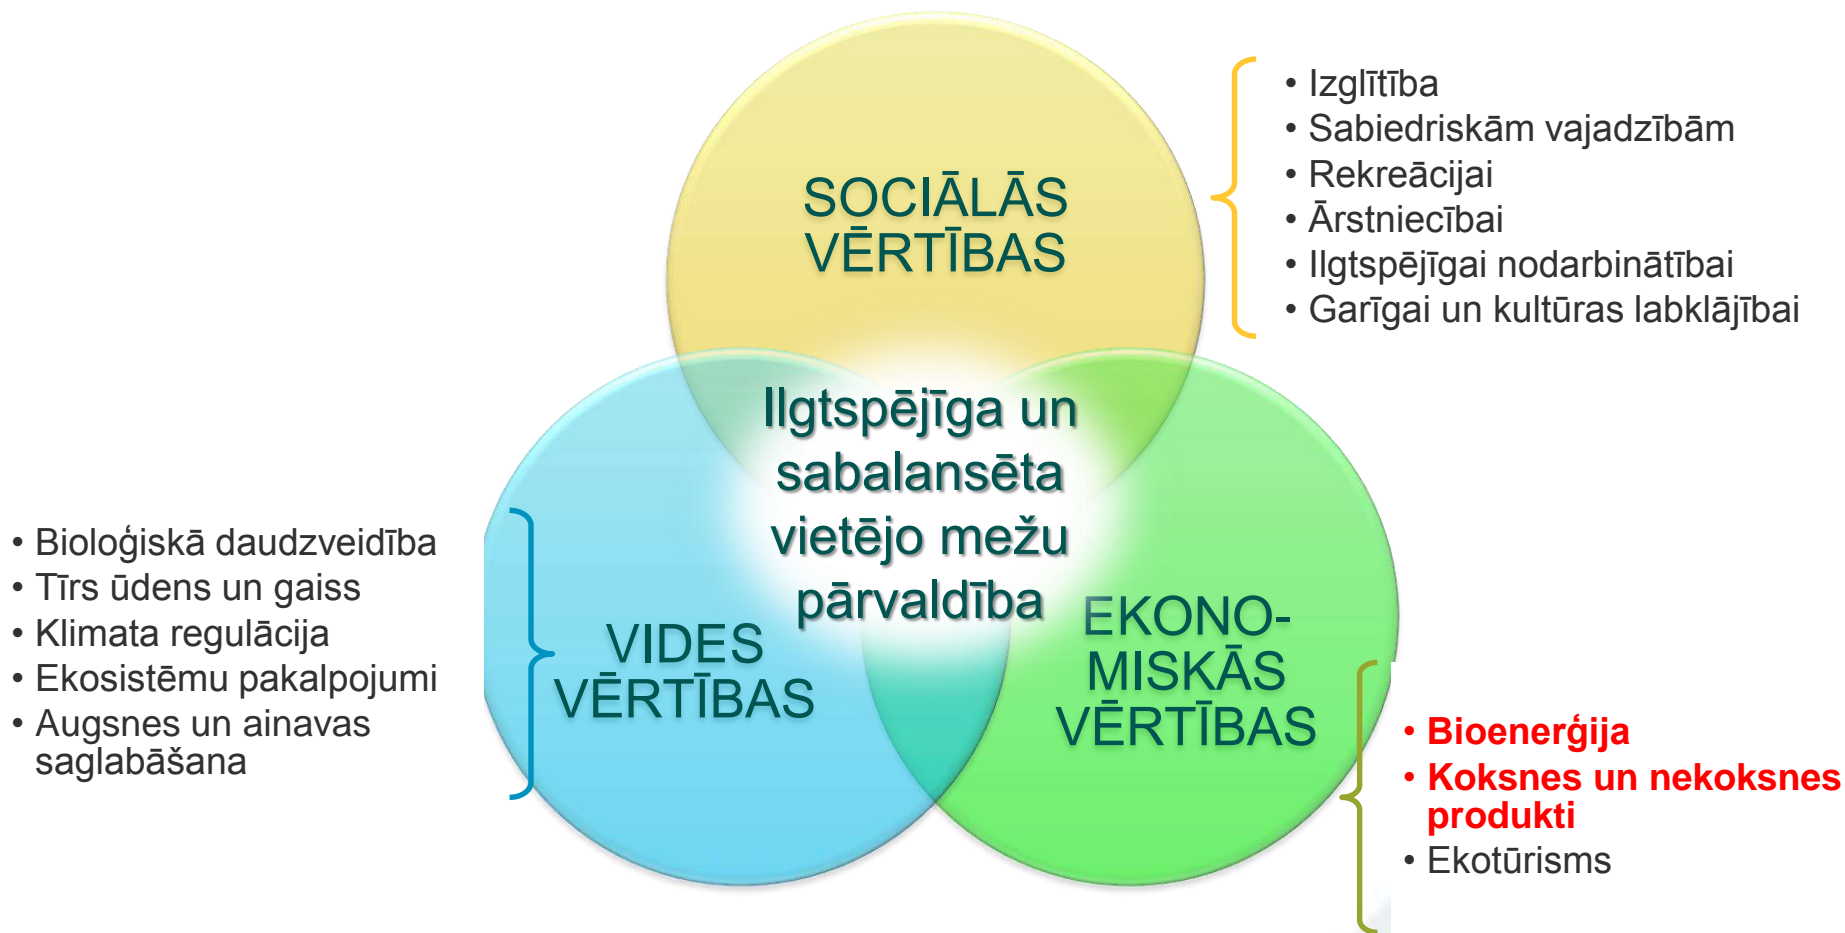 SOCIĀLĀS
VĒRTĪBAS
• Izglītība
• Sabiedriskām vajadzībām
• Rekreācijai
• Ārstniecībai
• Ilgtspējīgai nodarbinātībai
• Garīgai un kultūras labklājībai
Ilgtspējīga un
sabalansēta
vietējo mežu
pārvaldība
• Bioloģiskā daudzveidība
• Tīrs ūdens un gaiss
• Klimata regulācija
• Ekosistēmu pakalpojumi
• Augsnes un ainavas
saglabāšana
VIDES
VĒRTĪBAS
EKONO-
MISKĀS
VĒRTĪBAS
• Bioenerģija
• Koksnes un nekoksnes
produkti
• Ekotūrisms